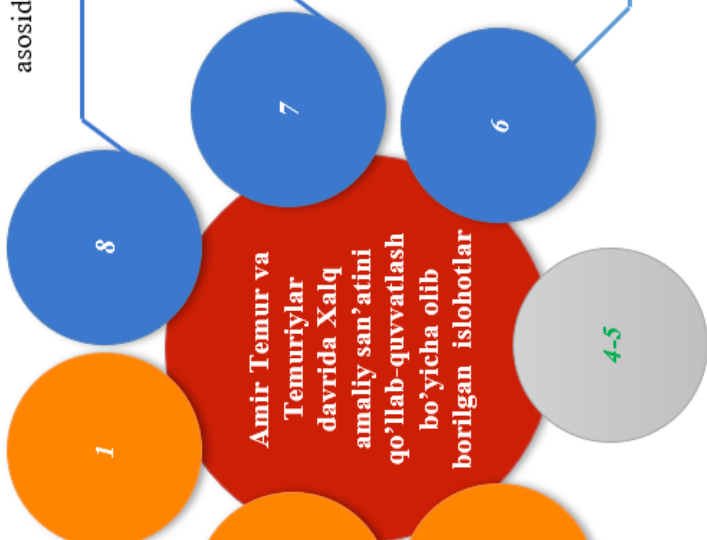 asosid
8
7
6
1
Amir Temur va
Temuriylar
davrida Xalq
amaliy san’atini
qo’llab-quvvatlash
bo’yicha olib
borilgan islohotlar
4-5